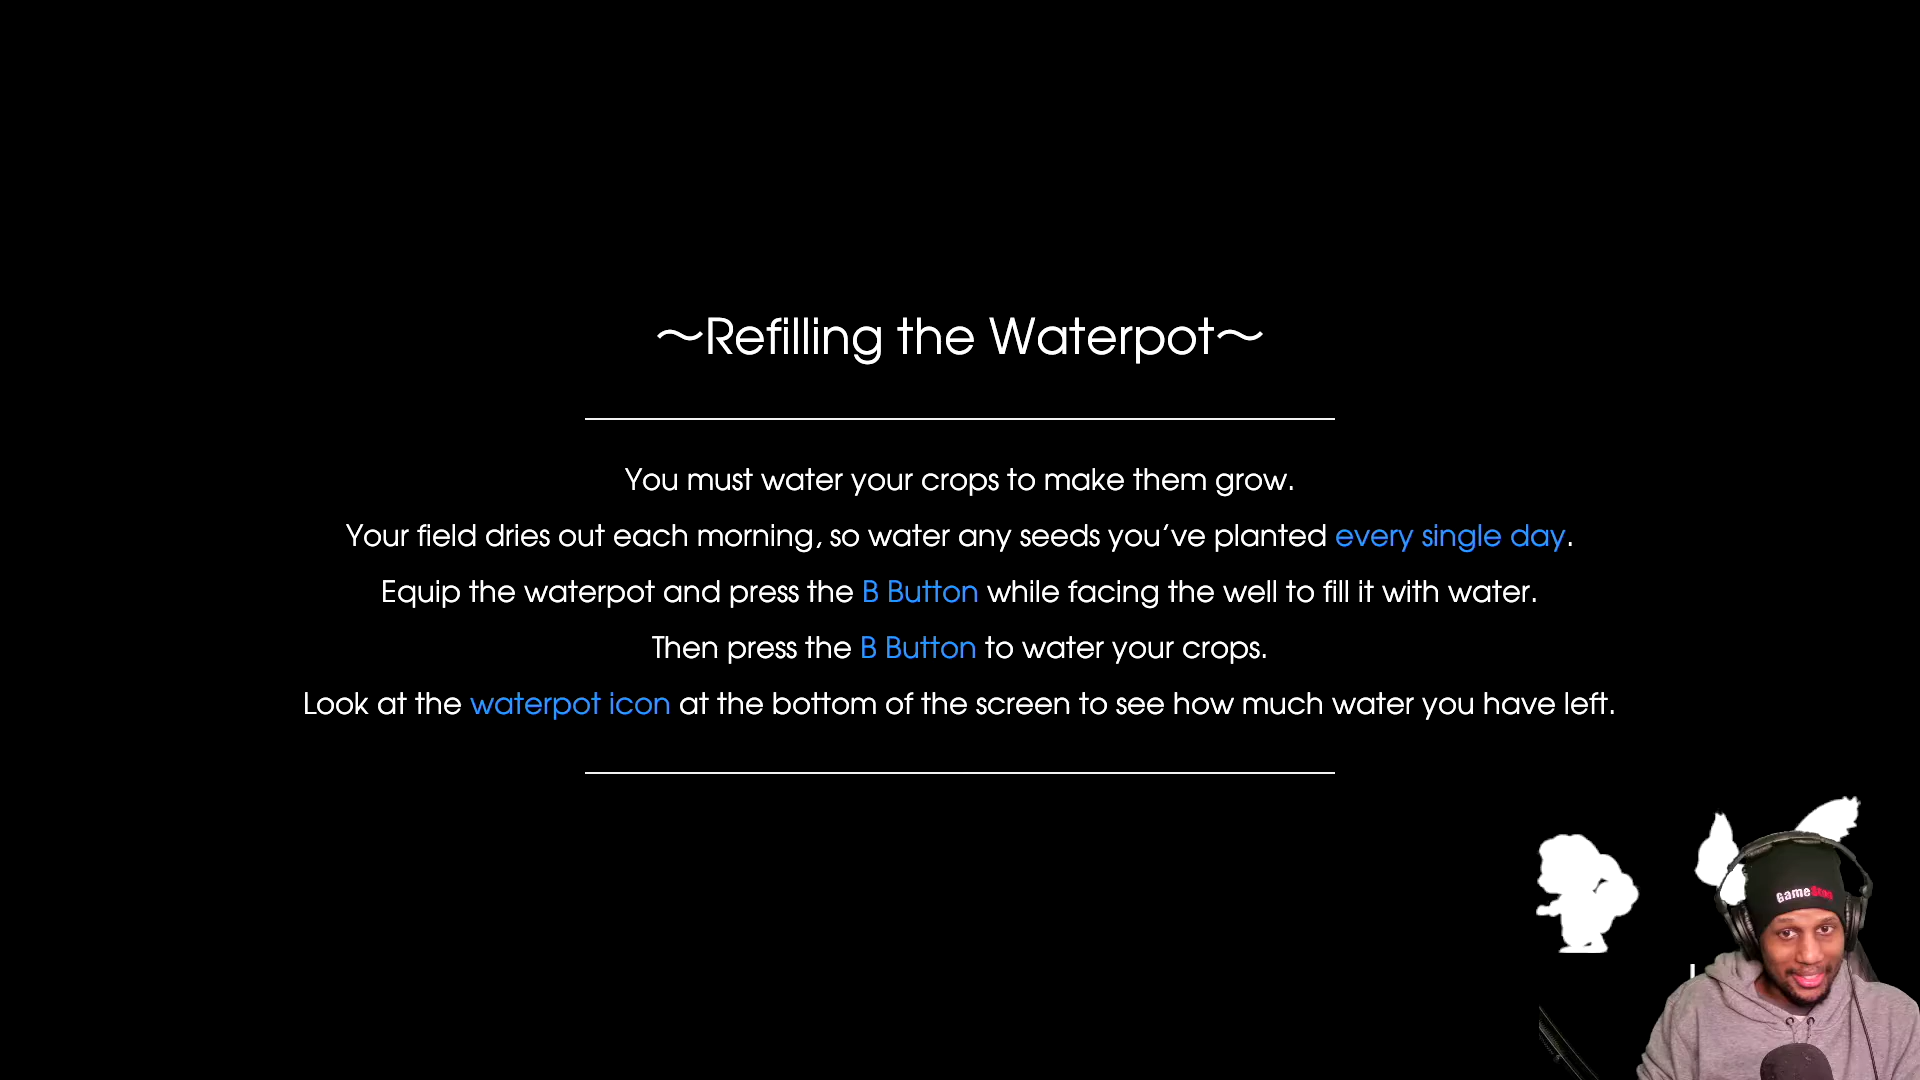 ～Refilling the Waterpot～
You must water your crops to make them grow.
Your field dries out each morning, so water any seeds you've planted every single day.
Equip the waterpot and press the B Button while facing the well to fill it with water.
Then press the B Button to water your crops.
Look at the waterpot icon at the bottom of the screen to see how much water you have left.
GameStop